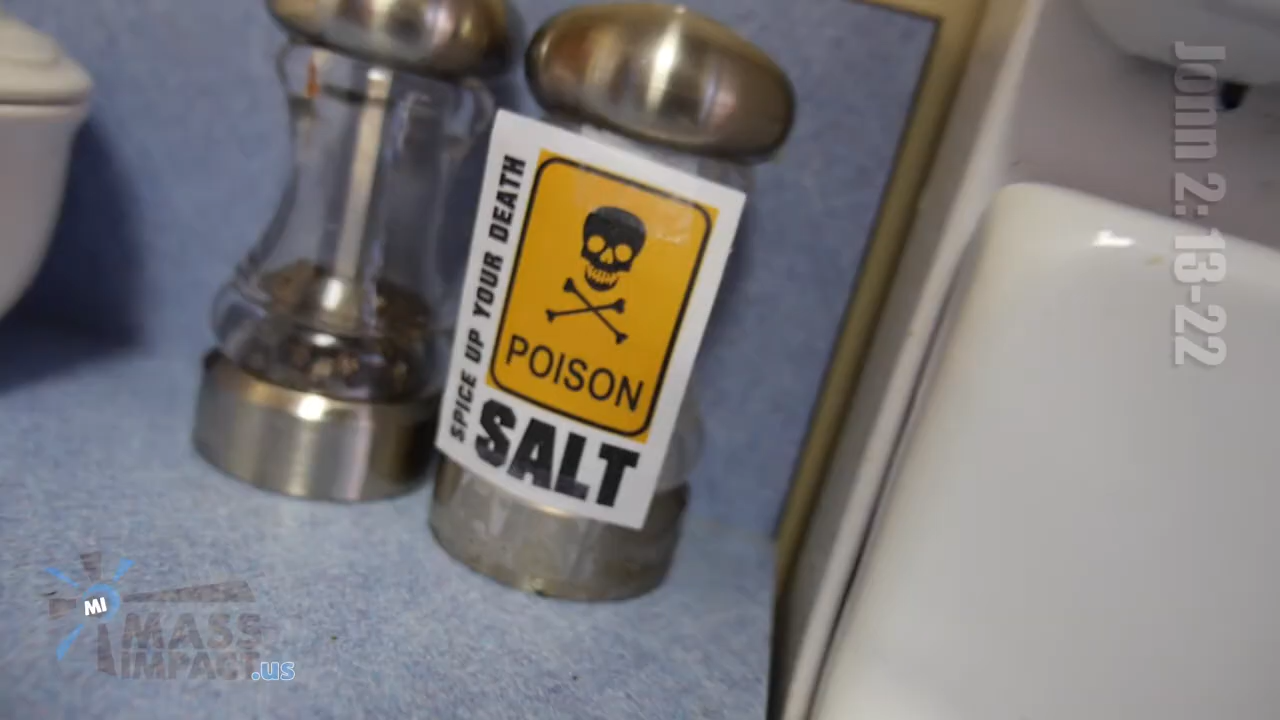 SPICE UP YOUR DEATH
POISON
SALT
John 2:13-22
MI
MASS
IMPACT.us